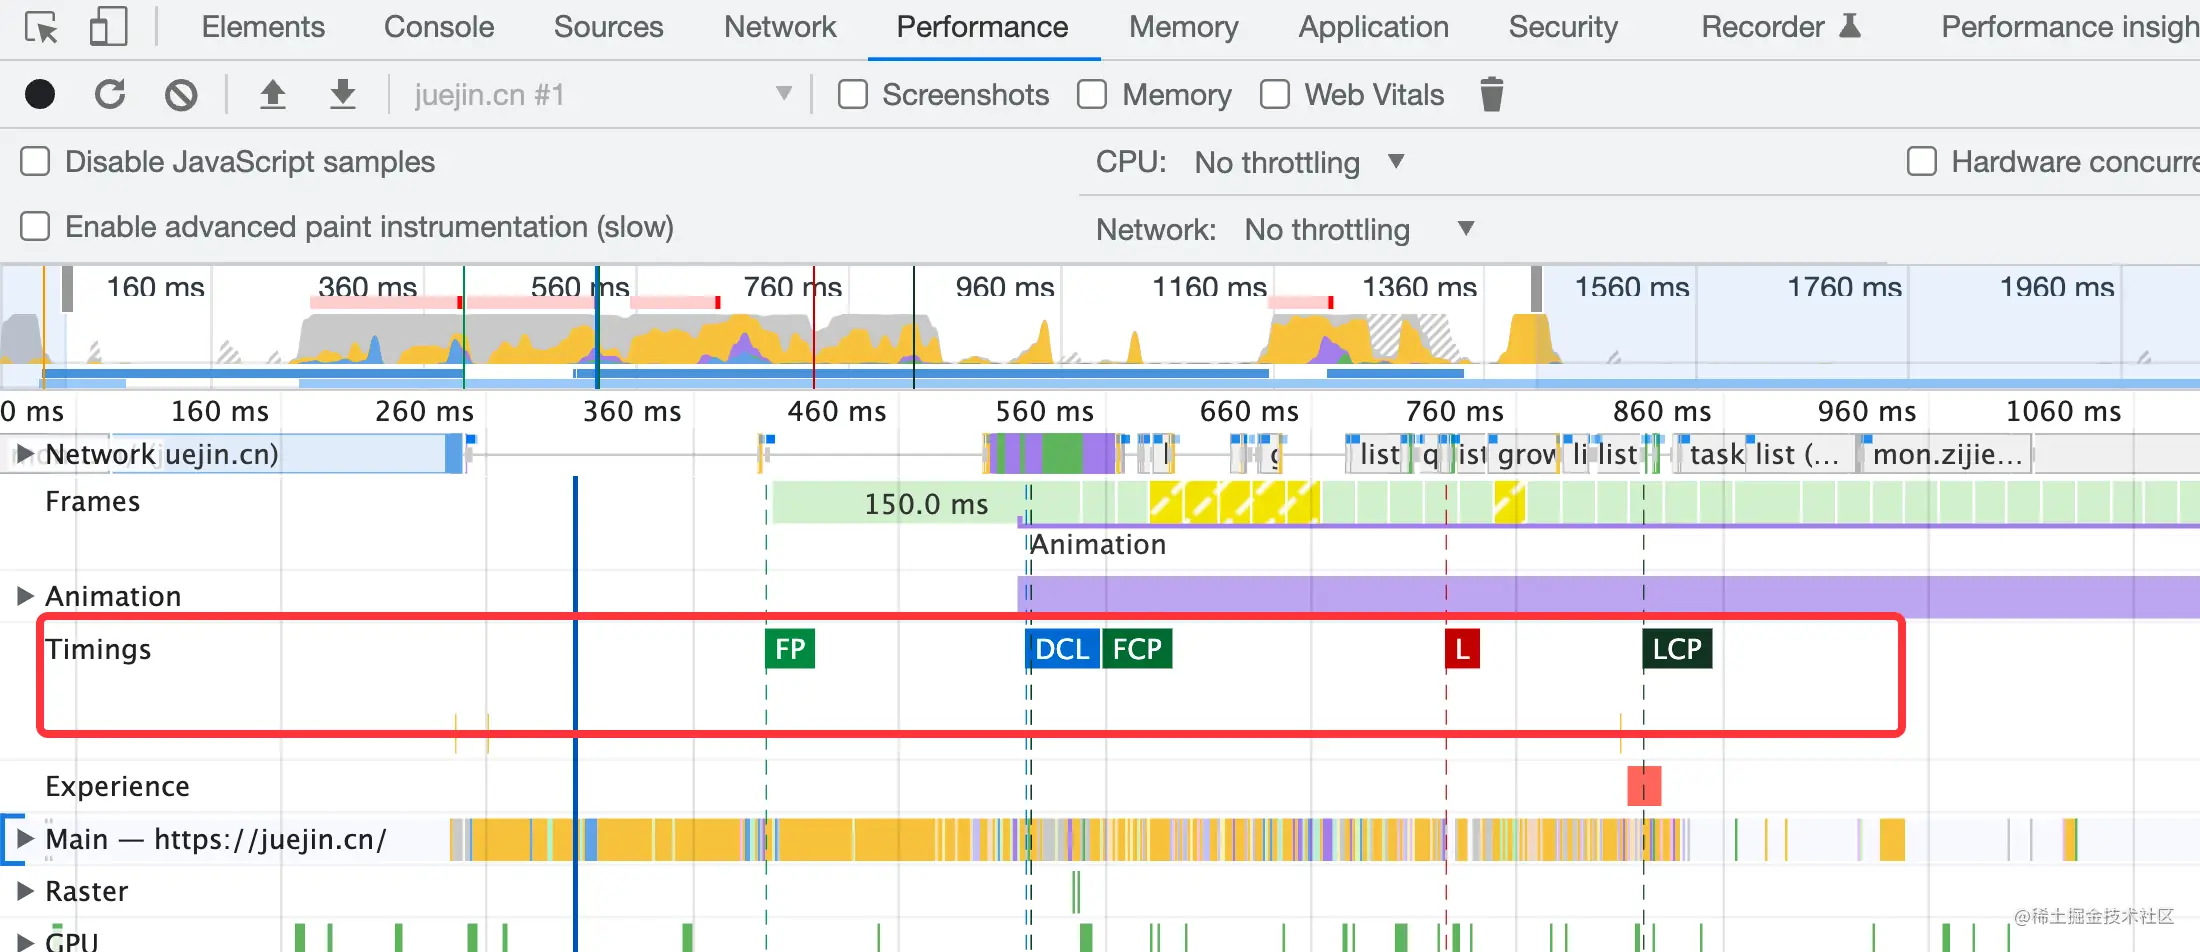 Elements Console Sources Network Performance Memory Application Security Recorder Performance insigh
juejin.cn #1 Screenshots Memory Web Vitals
Disable JavaScript samples CPU: No throttling Hardware concurre
Enable advanced paint instrumentation (slow) Network: No throttling
160 ms 360 ms 560 ms 760 ms 960 ms 1160 ms 1360 ms 1560 ms 1760 ms 1960 ms
0 ms 160 ms 260 ms 360 ms 460 ms 560 ms 660 ms 760 ms 860 ms 960 ms 1060 ms
Network juejin.cn) l g list q ist grow li list task list (... mon.zijie...
Frames 150.0 ms
Animation
Animation
Timings FP DCL FCP L LCP
Experience
Main — https://juejin.cn/
Raster
GPU
@稀土掘金技术社区